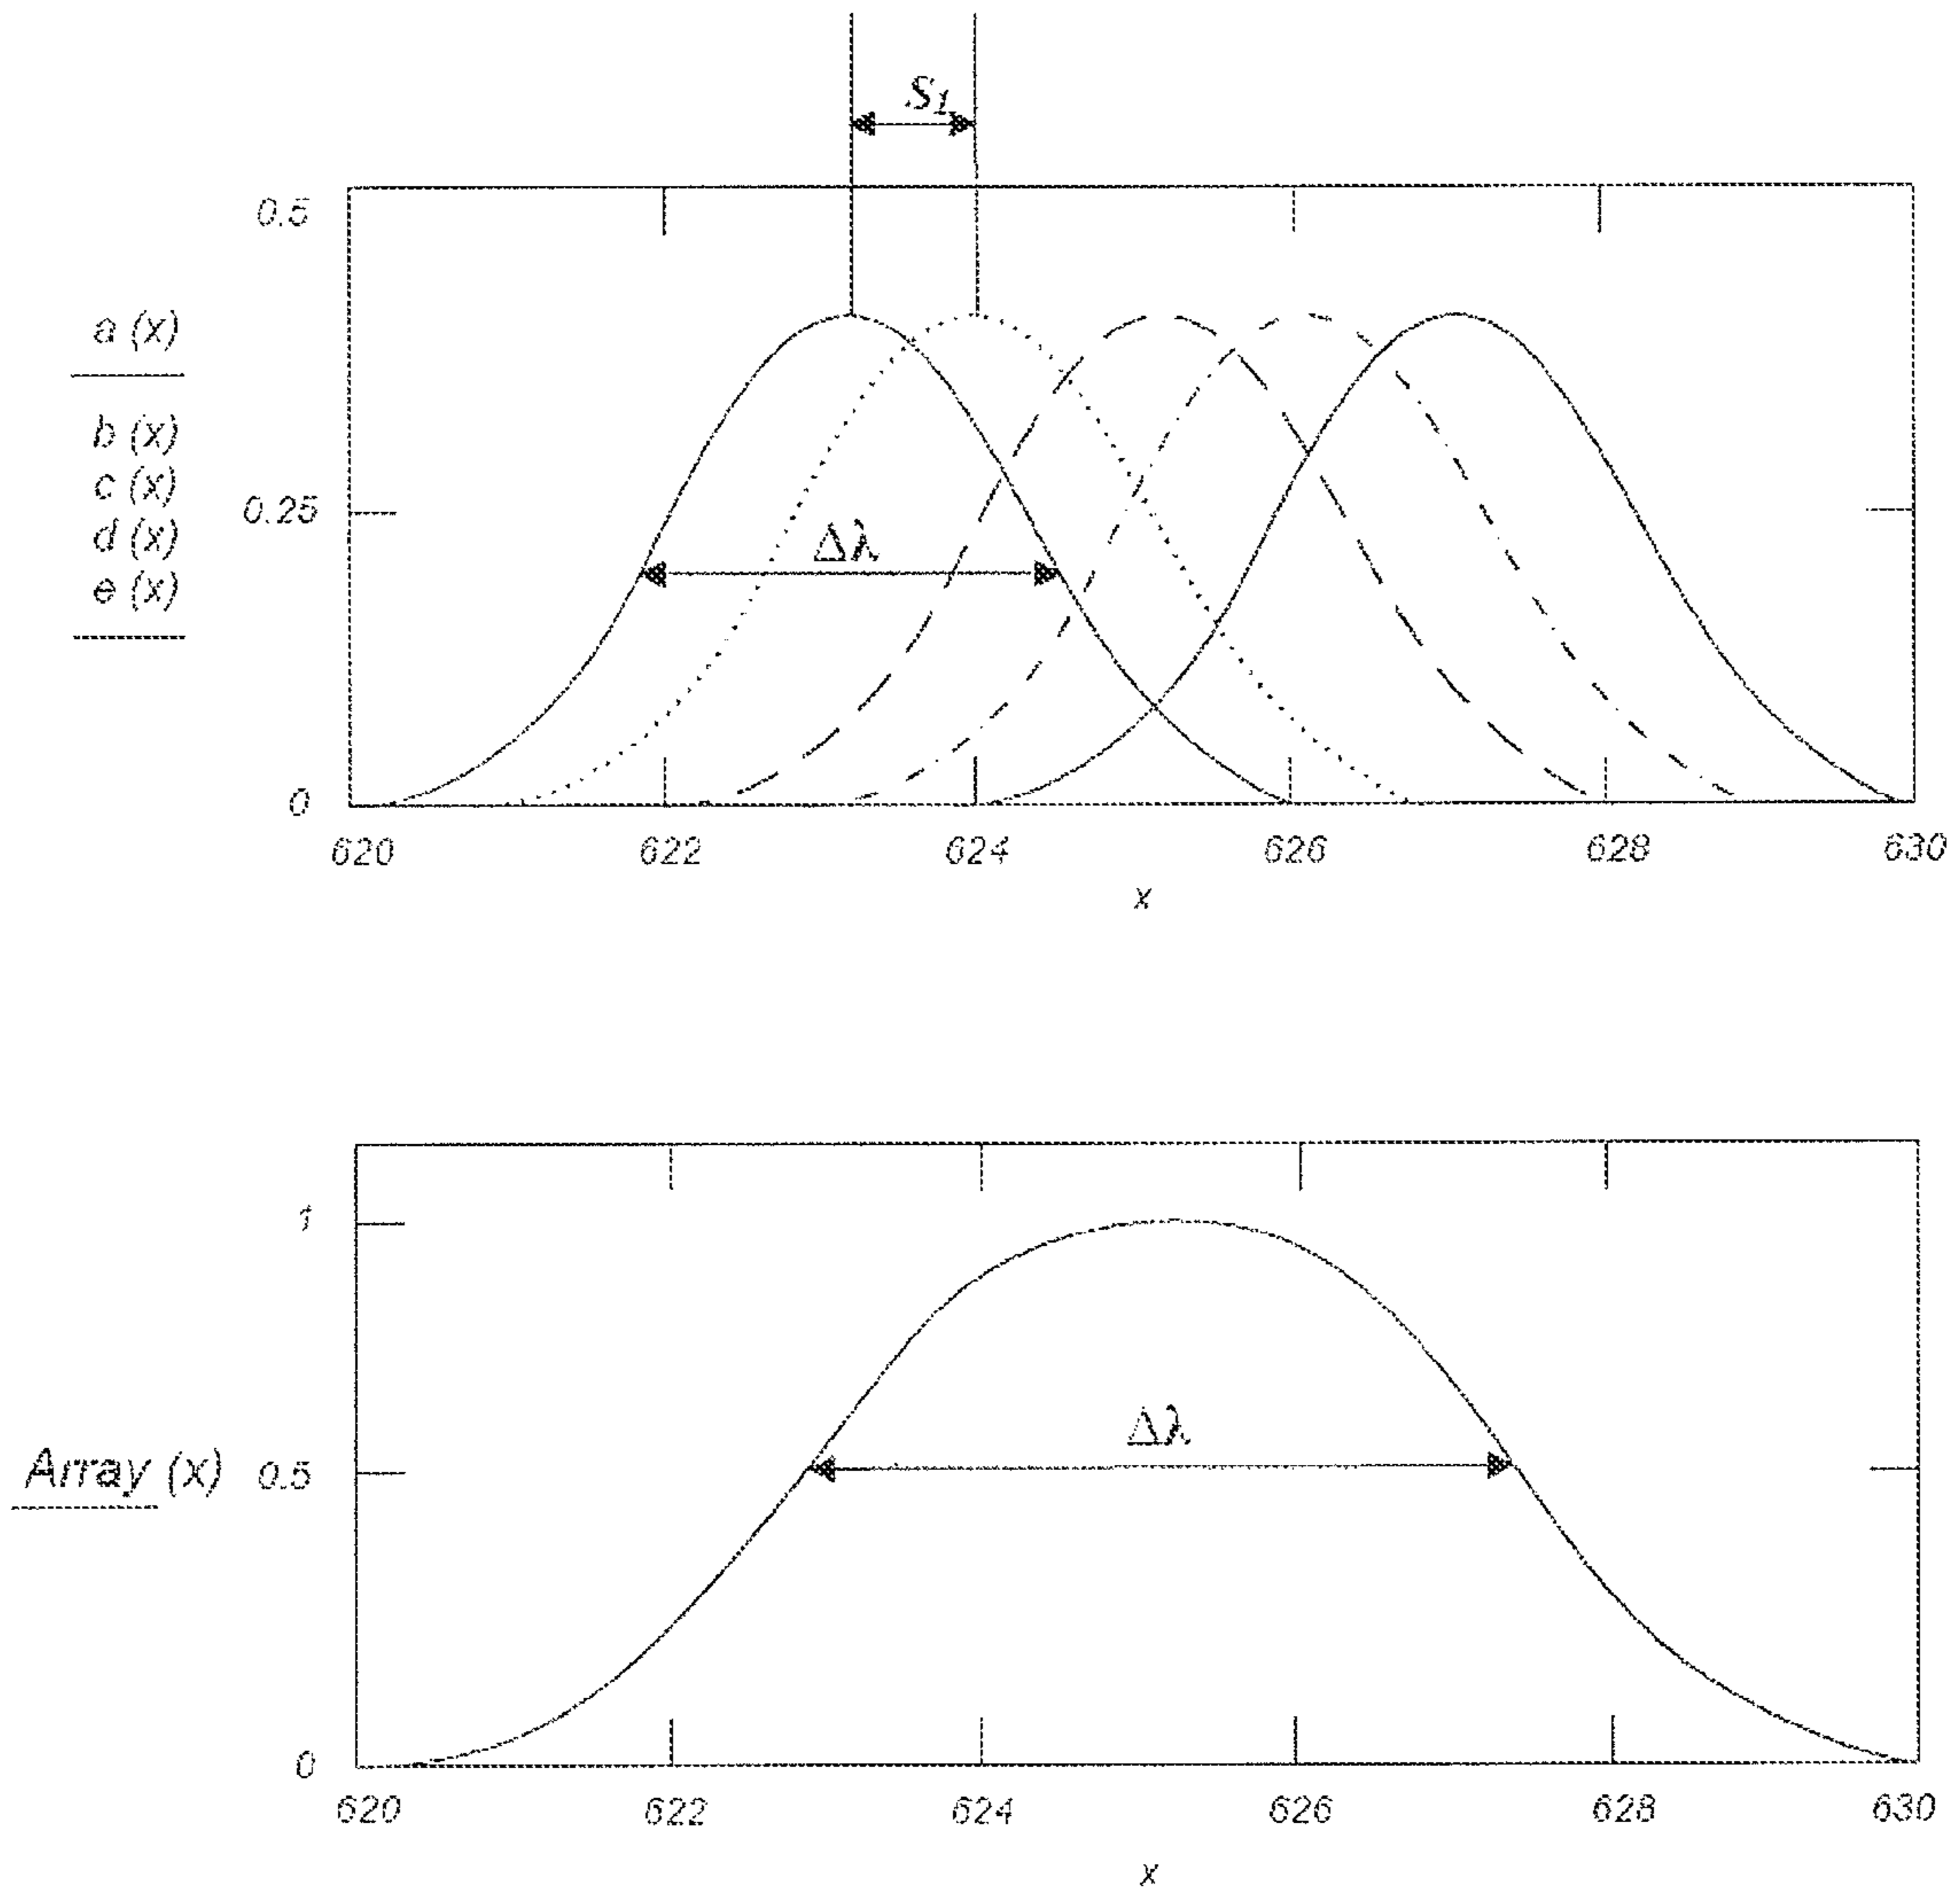 S1
0.5
a (x)
b (x)
c (x)
d (x)
e (x)
0.25
Δλ
0
620 622 624 626 628 630
x
1
Δλ
Array (x)
0.5
0
620 622 624 626 628 630
x